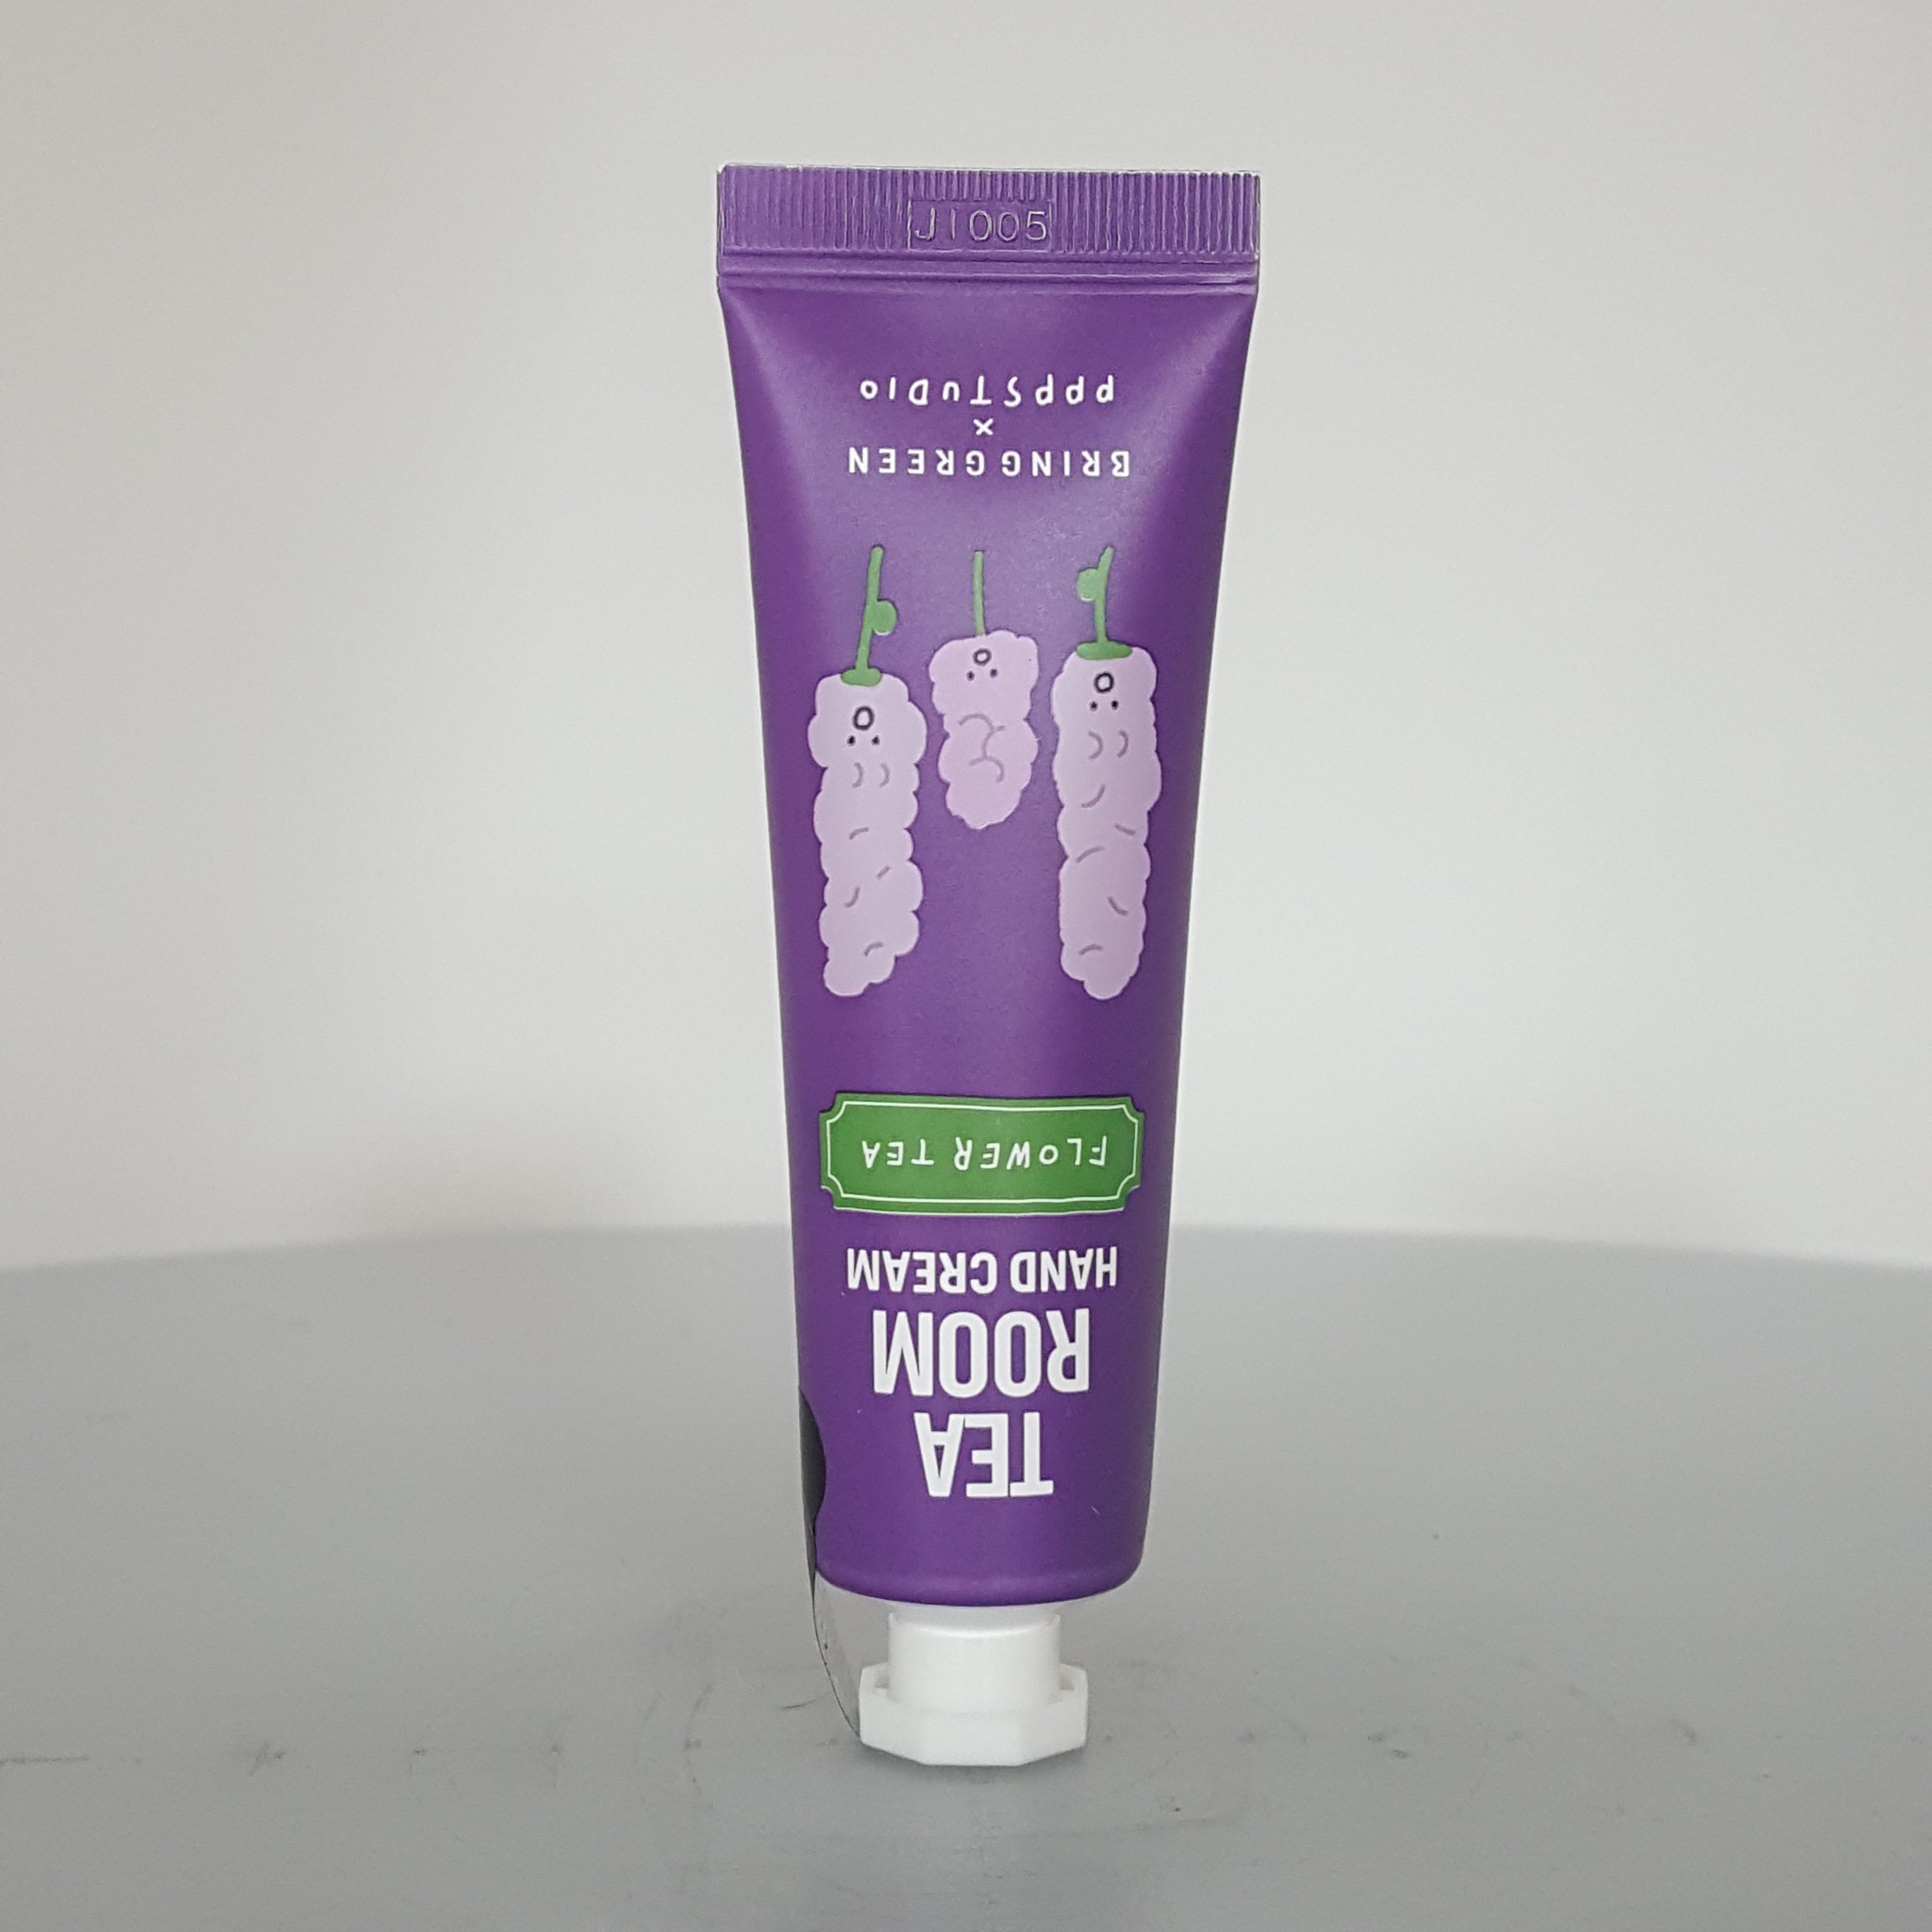 TEA
ROOM
HAND CREAM
FLOWER TEA
BRING GREEN
×
PPPSTUDIO
J1005